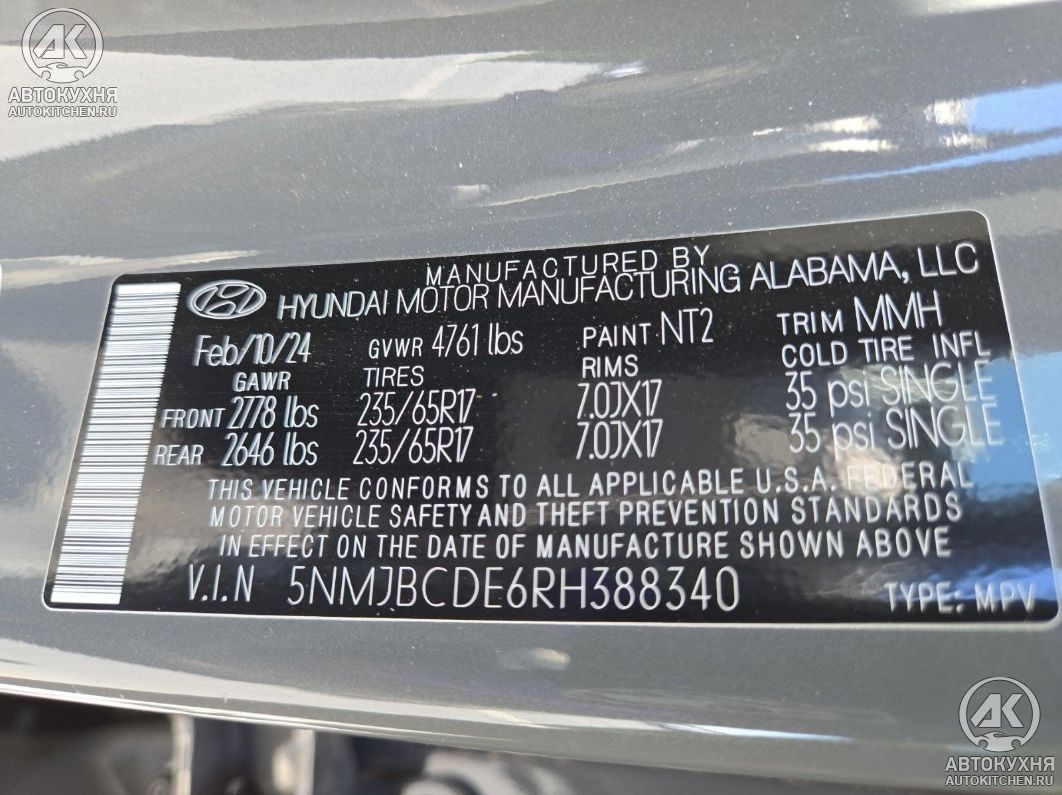 AK
АВТОКУХНЯ
AUTOKITCHEN.RU
MANUFACTURED BY
HYUNDAI MOTOR MANUFACTURING ALABAMA, LLC
Feb/10/24 GVWR 4761 lbs PAINT NT2 TRIM MMH
GAWR TIRES RIMS COLD TIRE INFL
FRONT 2778 lbs 235/65R17 7.0JX17 35 psi SINGLE
REAR 2646 lbs 235/65R17 7.0JX17 35 psi SINGLE
THIS VEHICLE CONFORMS TO ALL APPLICABLE U.S.A. FEDERAL
MOTOR VEHICLE SAFETY AND THEFT PREVENTION STANDARDS
IN EFFECT ON THE DATE OF MANUFACTURE SHOWN ABOVE
V.I.N 5NMJBCDE6RH388340 TYPE: MPV
AK
АВТОКУХНЯ
AUTOKITCHEN.RU